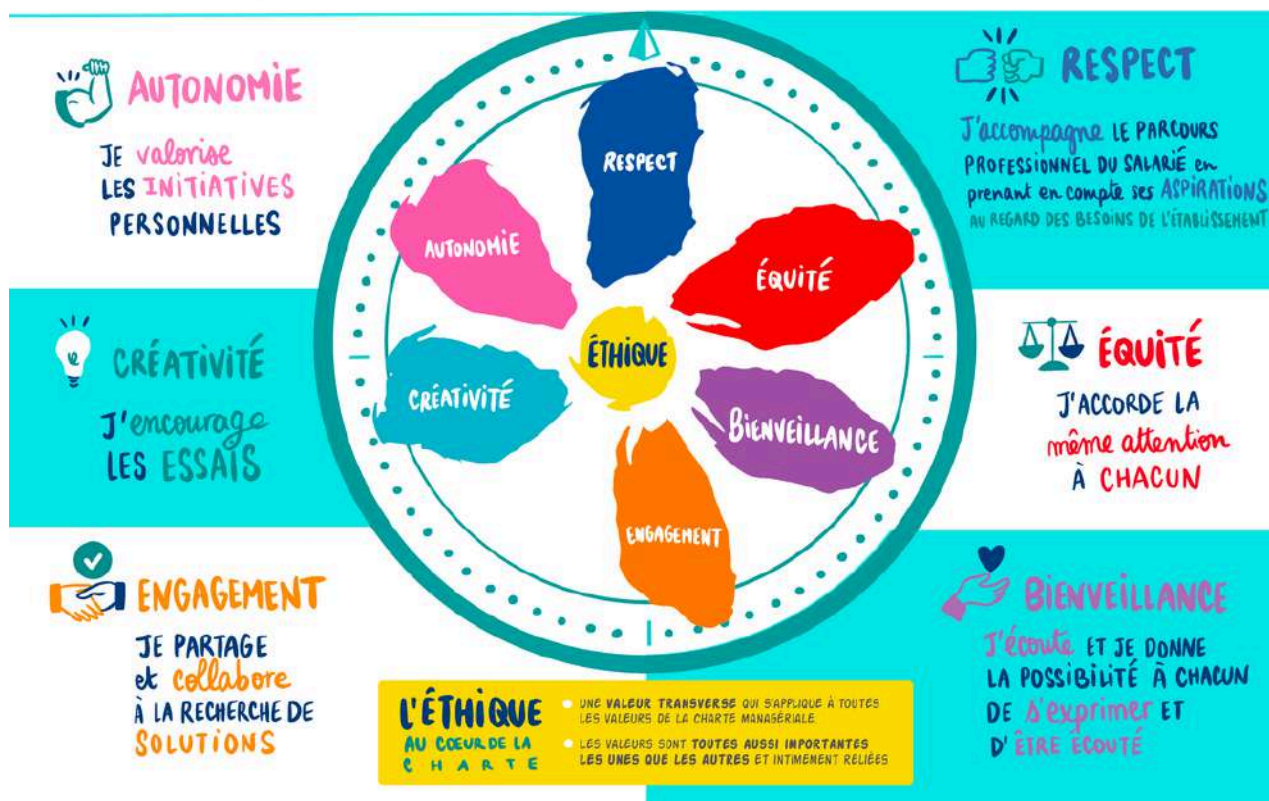 AUTONOMIE
JE valorise
LES INITIATIVES
PERSONNELLES
CRÉATIVITÉ
J'encourage
LES ESSAIS
ENGAGEMENT
JE PARTAGE
et collabore
À LA RECHERCHE DE
SOLUTIONS
RESPECT
ÉQUITÉ
BIENVEILLANCE
ENGAGEMENT
CRÉATIVITÉ
AUTONOMIE
ÉTHIQUE
RESPECT
J'accompagne LE PARCOURS
PROFESSIONNEL DU SALARIÉ en
prenant en compte ses ASPIRATIONS
AU REGARD DES BESOINS DE L'ÉTABLISSEMENT
ÉQUITÉ
J'ACCORDE LA
même attention
À CHACUN
BIENVEILLANCE
J'écoute ET JE DONNE
LA POSSIBILITÉ À CHACUN
DE s'exprimer ET
D'ÊTRE ÉCOUTÉ
L'ÉTHIQUE
AU CŒUR DE LA
CHARTE
UNE VALEUR TRANSVERSE QUI S'APPLIQUE À TOUTES
LES VALEURS DE LA CHARTE MANAGÉRIALE
LES VALEURS SONT TOUTES AUSSI IMPORTANTES
LES UNES QUE LES AUTRES ET INTIMEMENT RELIÉES